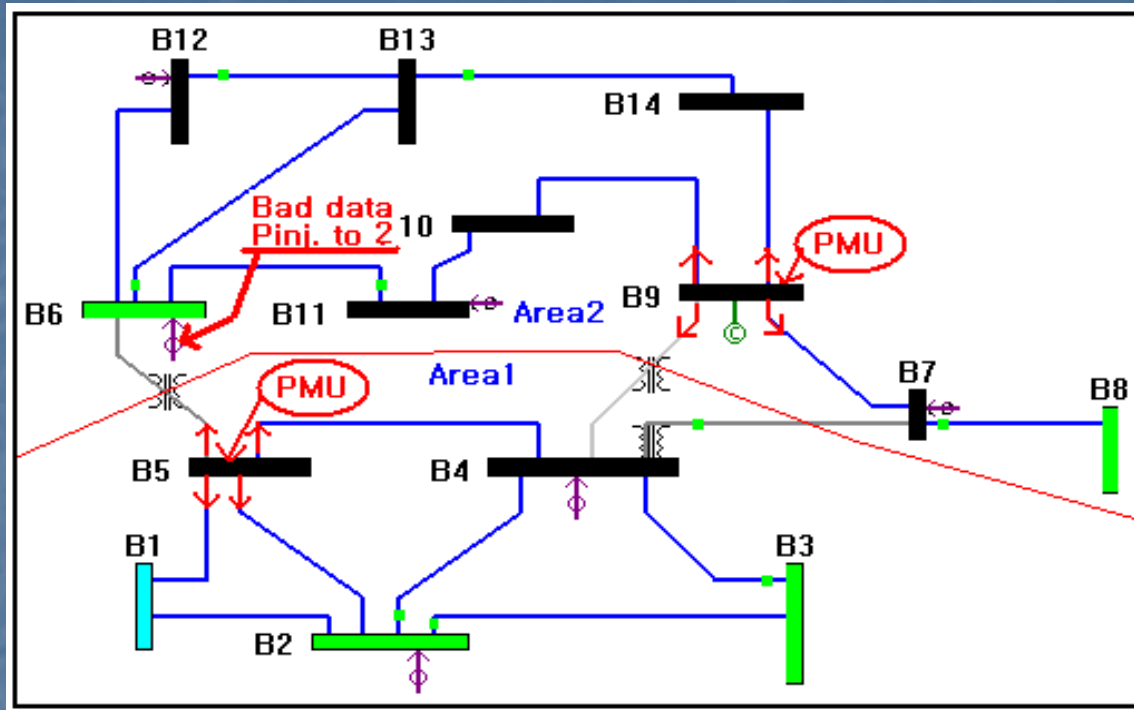 B12
B13
B14
Bad data
Pinj. to 2
10
PMU
B9
B6
B11
Area2
Area1
PMU
B7
B8
B5
B4
B1
B3
B2
C